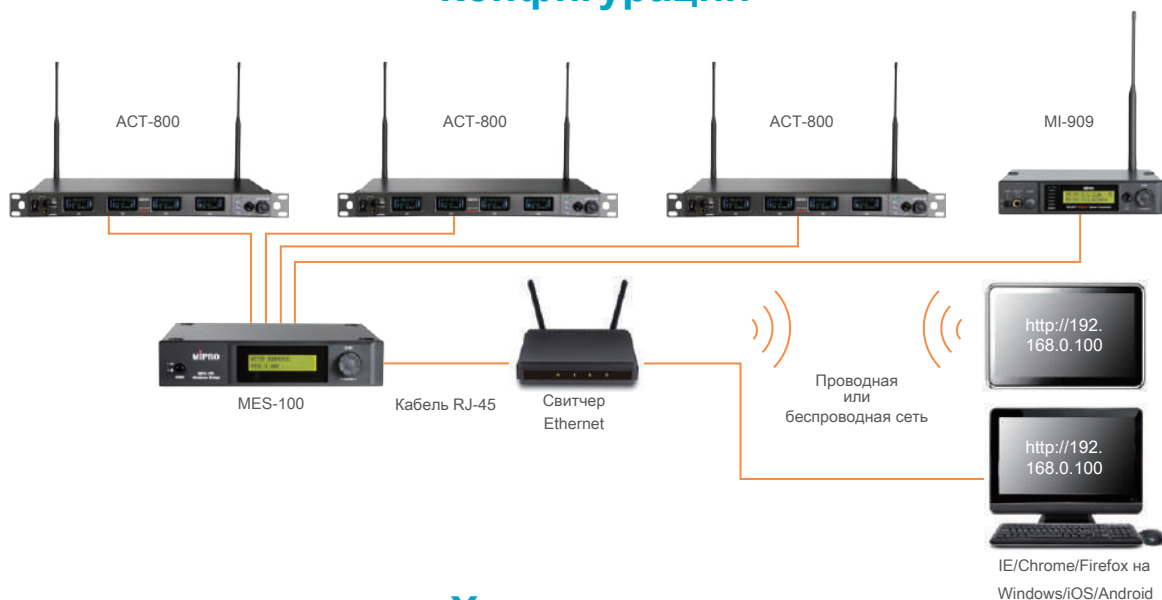 ACT-800
ACT-800
ACT-800
MI-909
MIPRO
MES-100
Кабель RJ-45
Свитчер
Ethernet
Проводная
или
беспроводная сеть
http://192.
168.0.100
http://192.
168.0.100
IE/Chrome/Firefox на
Windows/iOS/Android